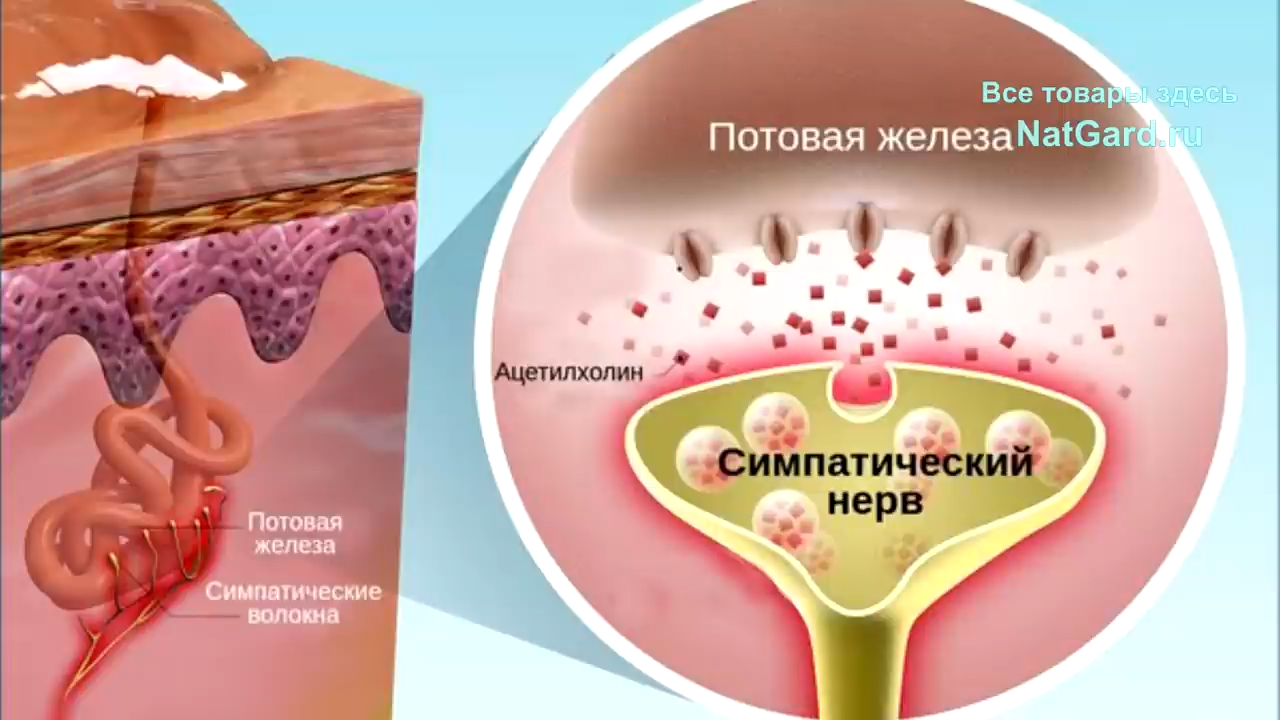 Все товары здесь
Потовая железа
NatGard.ru
Ацетилхолин
Симпатический
нерв
Потовая
железа
Симпатические
волокна